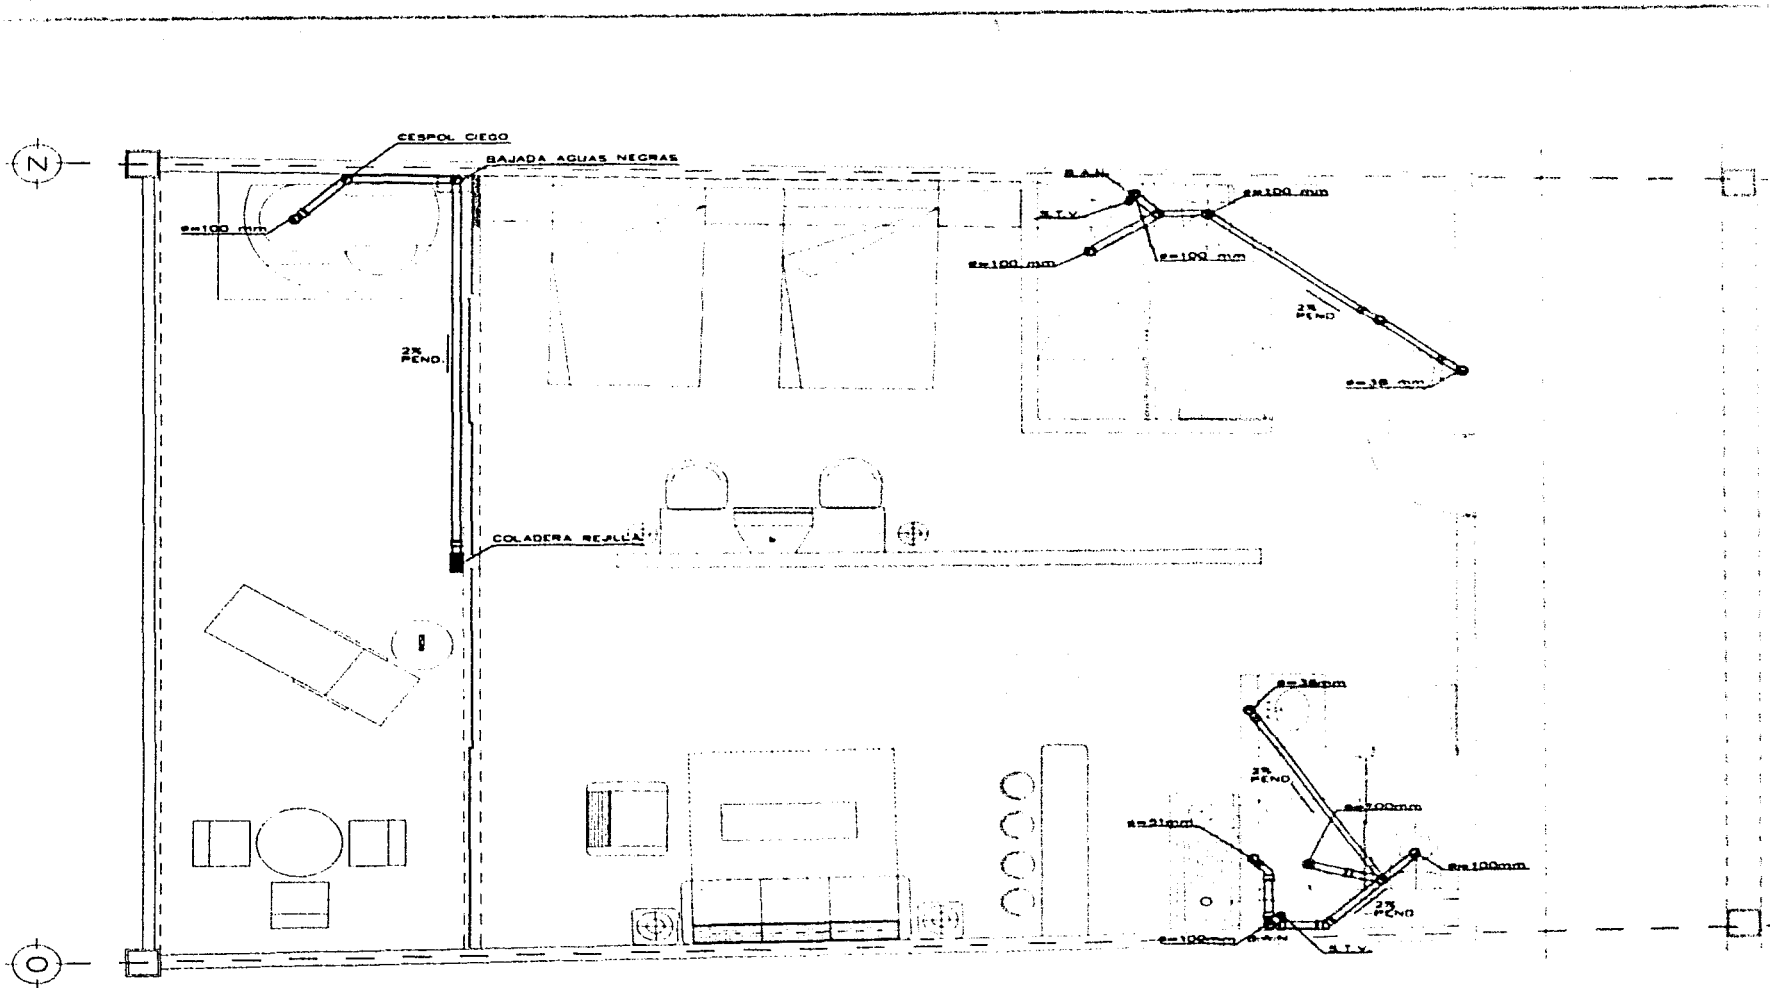 CESPOL CIEGO
BAJADA AGUAS NEGRAS
N
B.A.N.
ø=100 mm
S.T.V.
ø=100 mm
ø=100 mm
ø=100 mm
2%
PEND.
2%
PEND.
ø=38 mm
COLADERA REJILLA
ø=38mm
2%
PEND.
ø=100mm
ø=51mm
ø=100mm
2%
PEND.
ø=100mm B.A.N.
S.T.V.
O